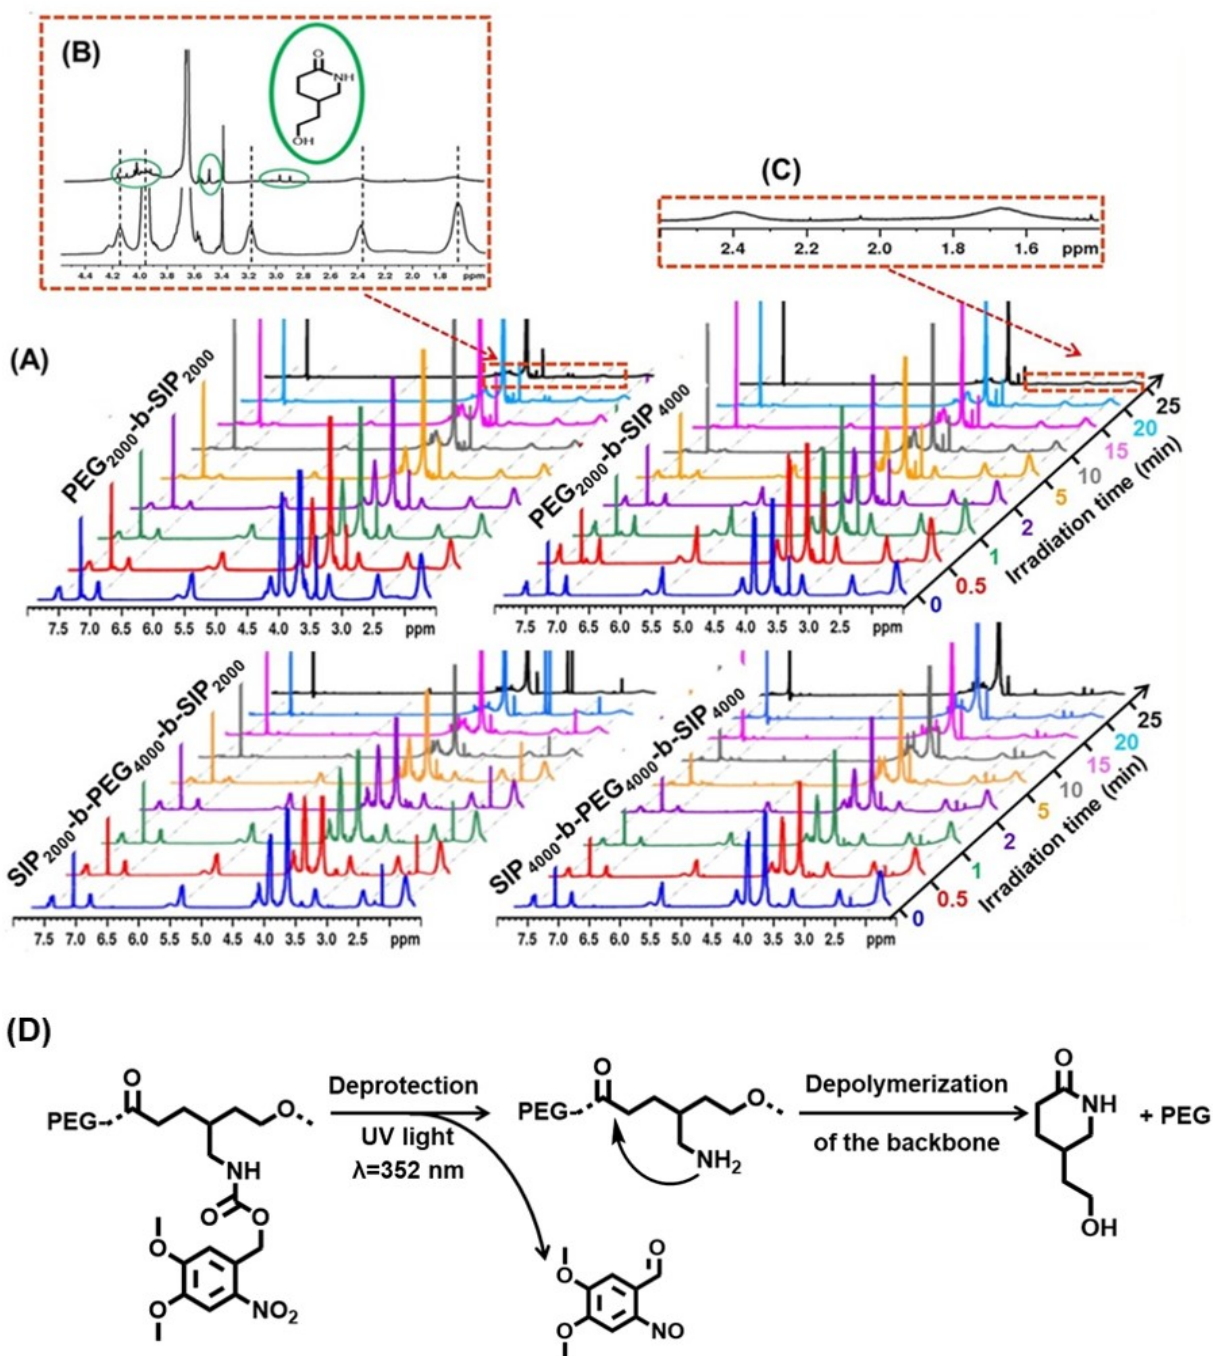 (B)
O
NH
OH
4.4 4.2 4.0 3.8 3.4 3.2 2.8 2.6 2.4 2.2 2.0 1.8 ppm
(C)
2.4 2.2 2.0 1.8 1.6 ppm
(A)
PEG2000-b-SIP2000
7.5 7.0 6.5 6.0 5.5 5.0 4.5 4.0 3.5 3.0 2.5 ppm
PEG2000-b-SIP4000
7.5 7.0 6.5 6.0 5.5 5.0 4.5 4.0 3.5 3.0 2.5 ppm
0 0.5 1 2 5 10 15 20 25
Irradiation time (min)
SIP2000-b-PEG4000-b-SIP2000
7.5 7.0 6.5 6.0 5.5 5.0 4.5 4.0 3.5 3.0 2.5 ppm
SIP4000-b-PEG4000-b-SIP4000
7.5 7.0 6.5 6.0 5.5 5.0 4.5 4.0 3.5 3.0 2.5 ppm
0 0.5 1 2 5 10 15 20 25
Irradiation time (min)
(D)
PEG
O
O
NH
O
O
O
O
NO2
Deprotection
UV light
λ=352 nm
O
O
O
NO
PEG
O
O
NH2
Depolymerization
of the backbone
O
NH
OH
+ PEG